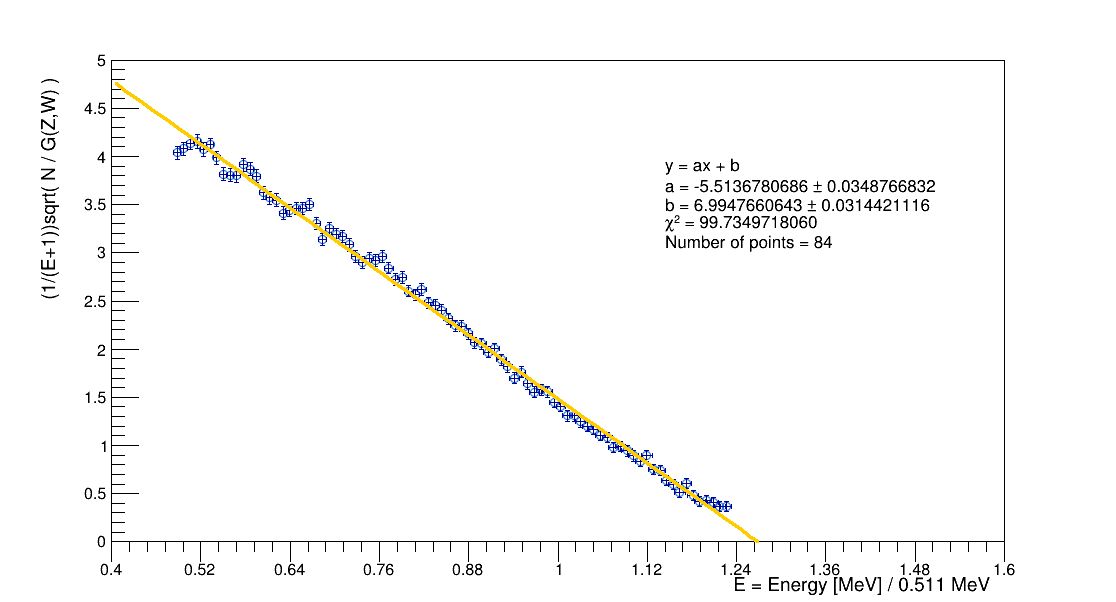 (1/(E+1))sqrt( N / G(Z,W) )
5
4.5
4
3.5
3
2.5
2
1.5
1
0.5
0
y = ax + b
a = -5.5136780686 ± 0.0348766832
b = 6.9947660643 ± 0.0314421116
χ² = 99.7349718060
Number of points = 84
0.4 0.52 0.64 0.76 0.88 1 1.12 1.24 1.36 1.48 1.6
E = Energy [MeV] / 0.511 MeV